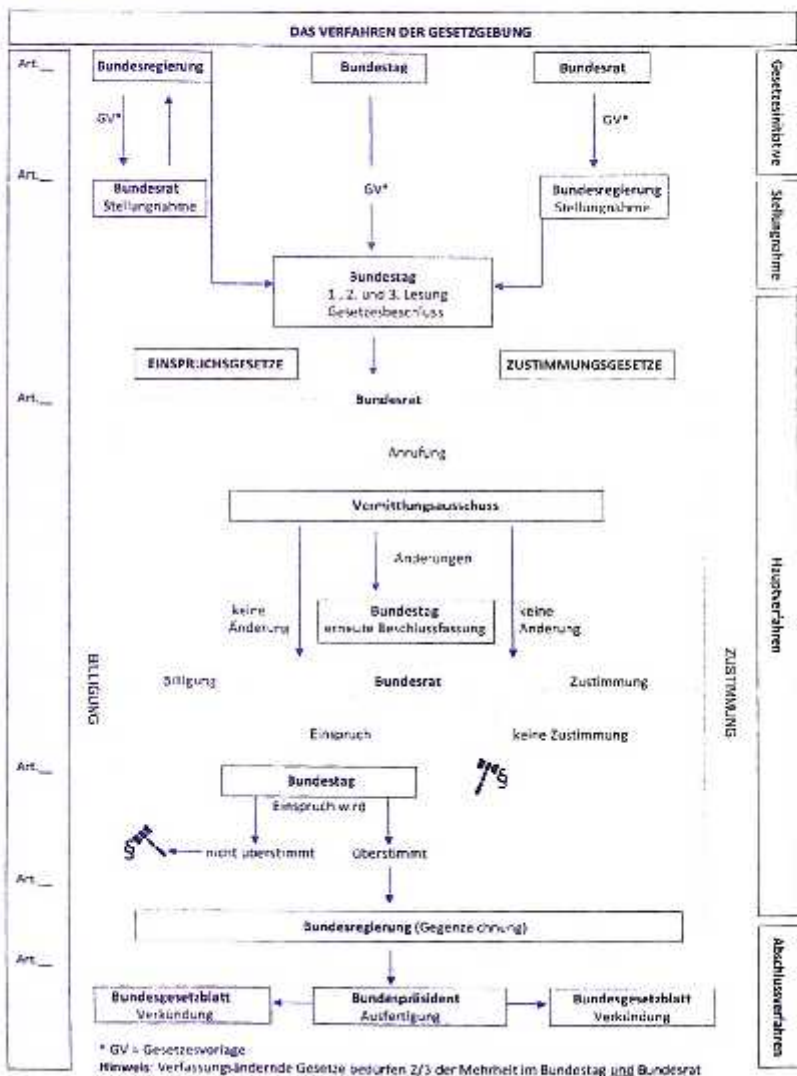 DAS VERFAHREN DER GESETZGEBUNG
Art.__
Bundesregierung
Bundestag
Bundesrat
Gesetzesinitiative
GV*
GV*
Art.__
Bundesrat
Stellungnahme
GV*
Bundesregierung
Stellungnahme
Stellungnahme
Bundestag
1., 2. und 3. Lesung
Gesetzesbeschluss
EINSPRUCHSGESETZE
ZUSTIMMUNGSGESETZE
Art.__
Bundesrat
Anrufung
Vermittlungsausschuss
Änderungen
keine
Änderung
Bundestag
erneute Beschlussfassung
keine
Änderung
Hauptverfahren
BILLIGUNG
Billigung
Bundesrat
Zustimmung
ZUSTIMMUNG
Einspruch
keine Zustimmung
Art.__
Bundestag
§
Einspruch wird
§
nicht überstimmt
überstimmt
Art.__
Bundesregierung (Gegenzeichnung)
Art.__
Bundesgesetzblatt
Verkündung
Bundespräsident
Ausfertigung
Bundesgesetzblatt
Verkündung
Abschlussverfahren
* GV = Gesetzesvorlage
Hinweis: Verfassungsändernde Gesetze bedürfen 2/3 der Mehrheit im Bundestag und Bundesrat